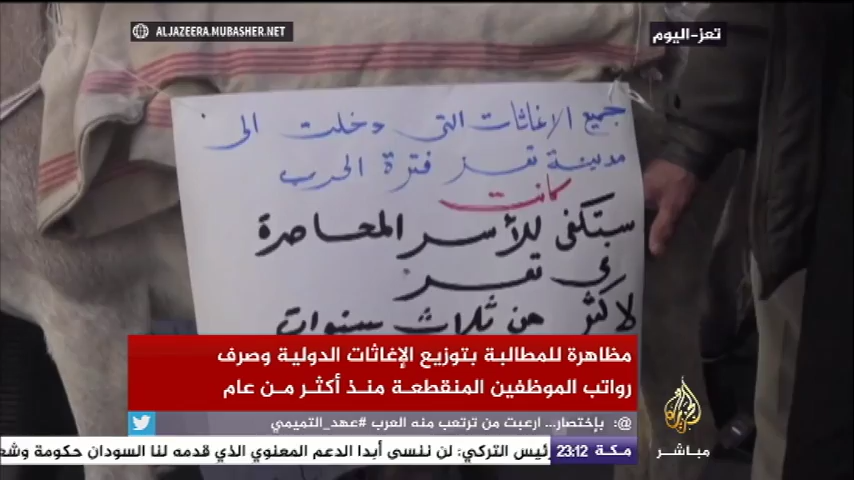 ALJAZEERA.MUBASHER.NET
تعز-اليوم
جميع الاغاثات التي دخلت الى
مدينة تعز فترة الحرب
كانت
ستكفي للأسر المحاصرة
في تعز
لاكثر من ثلاث سنوات
مظاهرة للمطالبة بتوزيع الإغاثات الدولية وصرف
رواتب الموظفين المنقطعة منذ أكثر من عام
@: بإختصار... ارعبت من ترتعب منه العرب #عهد_التميمي
مكة 23:12 رئيس التركي: لن ننسى أبدا الدعم المعنوي الذي قدمه لنا السودان حكومة وشع
الجزيرة
مباشر